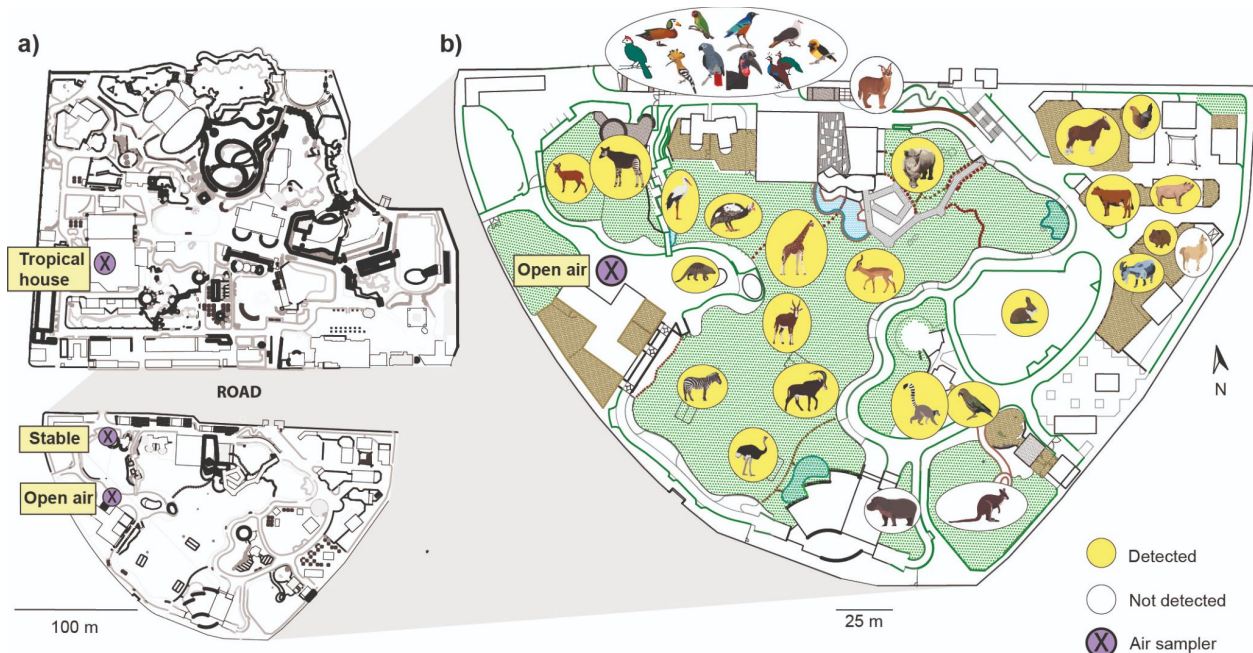 a)
b)
Tropical
house
X
Open air
X
ROAD
Stable
X
Open air
X
N
Detected
Not detected
X
Air sampler
100 m
25 m